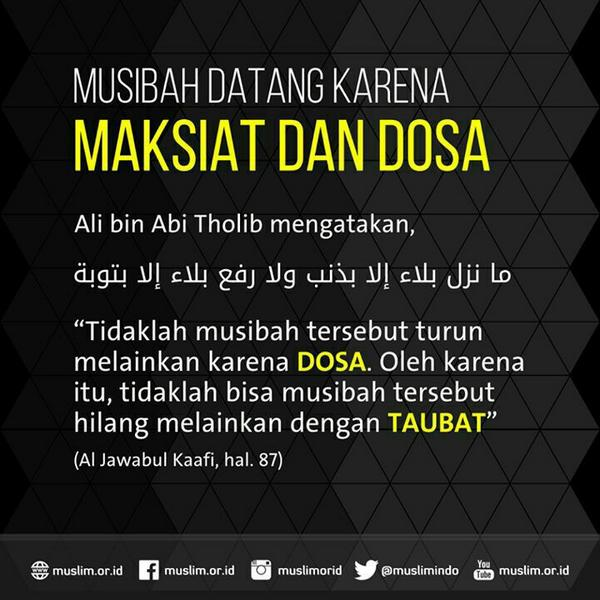 MUSIBAH DATANG KARENA
MAKSIAT DAN DOSA
Ali bin Abi Tholib mengatakan,
ما نزل بلاء إلا بذنب ولا رفع بلاء إلا بتوبة
“Tidaklah musibah tersebut turun
melainkan karena DOSA. Oleh karena
itu, tidaklah bisa musibah tersebut
hilang melainkan dengan TAUBAT”
(Al Jawabul Kaafi, hal. 87)
muslim.or.id muslim.or.id muslimorid @muslimindo You Tube muslim.or.id